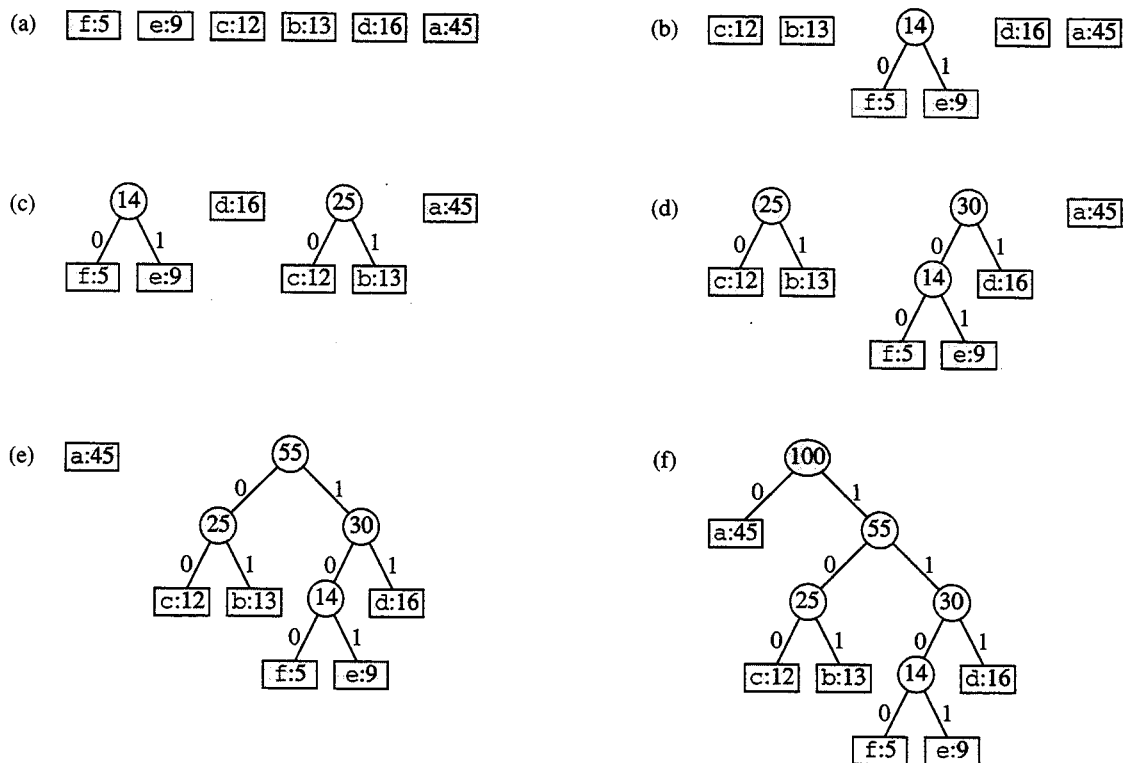 (a) f:5 e:9 c:12 b:13 d:16 a:45
(b) c:12 b:13 14 d:16 a:45
0 1
f:5 e:9
(c) 14 d:16 25 a:45
0 1 0 1
f:5 e:9 c:12 b:13
(d) 25 30 a:45
0 1 0 1
c:12 b:13 14 d:16
0 1
f:5 e:9
(e) a:45 55
0 1
25 30
0 1 0 1
c:12 b:13 14 d:16
0 1
f:5 e:9
(f) 100
0 1
a:45 55
0 1
25 30
0 1 0 1
c:12 b:13 14 d:16
0 1
f:5 e:9